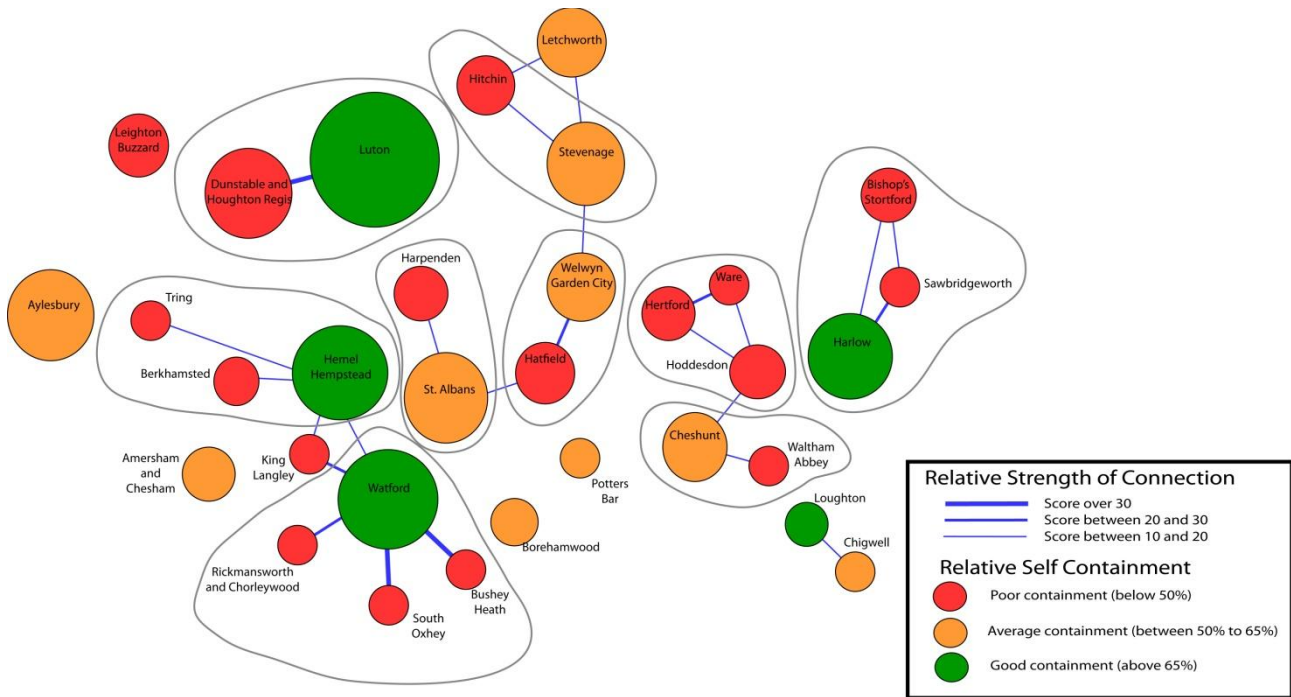 Letchworth
Hitchin
Leighton
Buzzard
Luton
Stevenage
Dunstable and
Houghton Regis
Bishop's
Stortford
Harpenden
Welwyn
Garden City
Ware
Sawbridgeworth
Tring
Aylesbury
Hertford
Harlow
Hemel
Hempstead
Hatfield
Berkhamsted
Hoddesdon
St. Albans
Cheshunt
Waltham
Abbey
Amersham
and
Chesham
King
Langley
Potters
Bar
Watford
Loughton
Borehamwood
Chigwell
Rickmansworth
and Chorleywood
Bushey
Heath
South
Oxhey
Relative Strength of Connection
Score over 30
Score between 20 and 30
Score between 10 and 20
Relative Self Containment
Poor containment (below 50%)
Average containment (between 50% to 65%)
Good containment (above 65%)